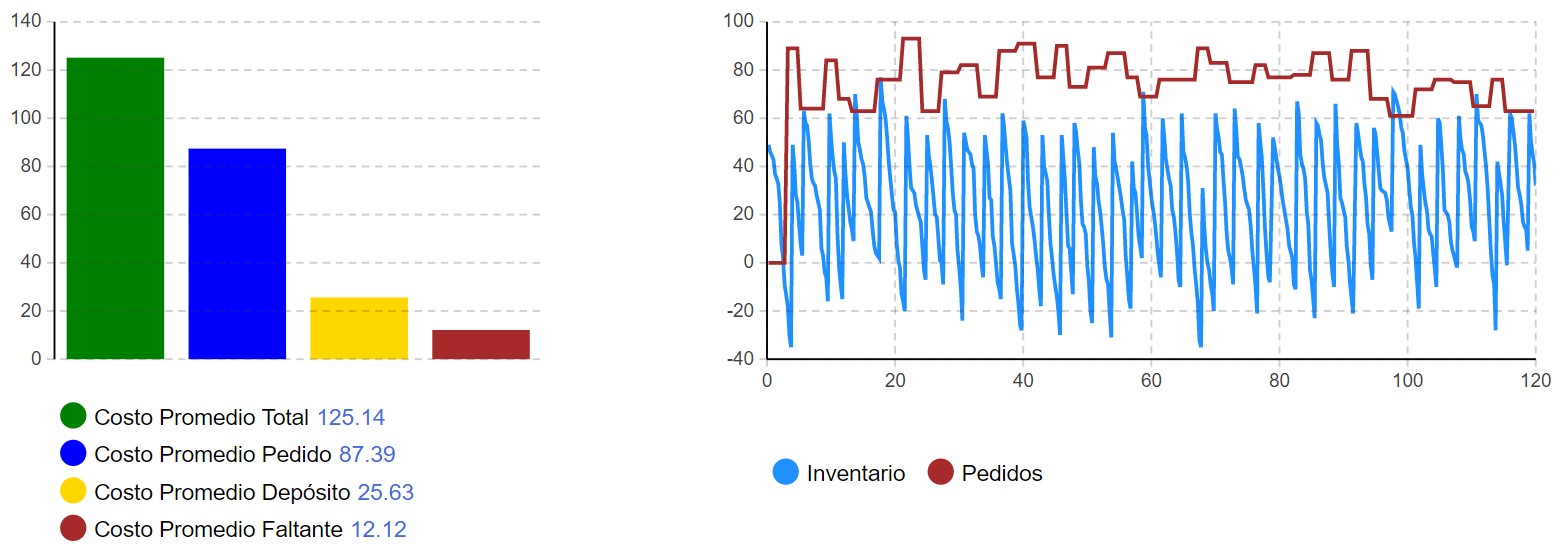 140
120
100
80
60
40
20
0
Costo Promedio Total 125.14
Costo Promedio Pedido 87.39
Costo Promedio Depósito 25.63
Costo Promedio Faltante 12.12
100
80
60
40
20
0
-20
-40
0 20 40 60 80 100 120
Inventario Pedidos